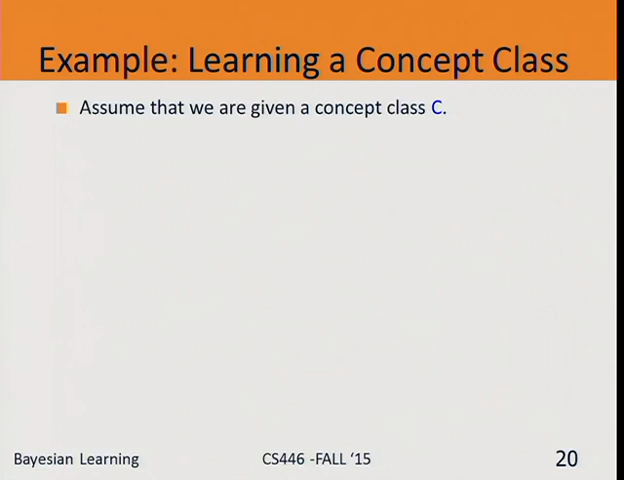 Example: Learning a Concept Class
Assume that we are given a concept class C.
Bayesian Learning CS446 -FALL ‘15 20